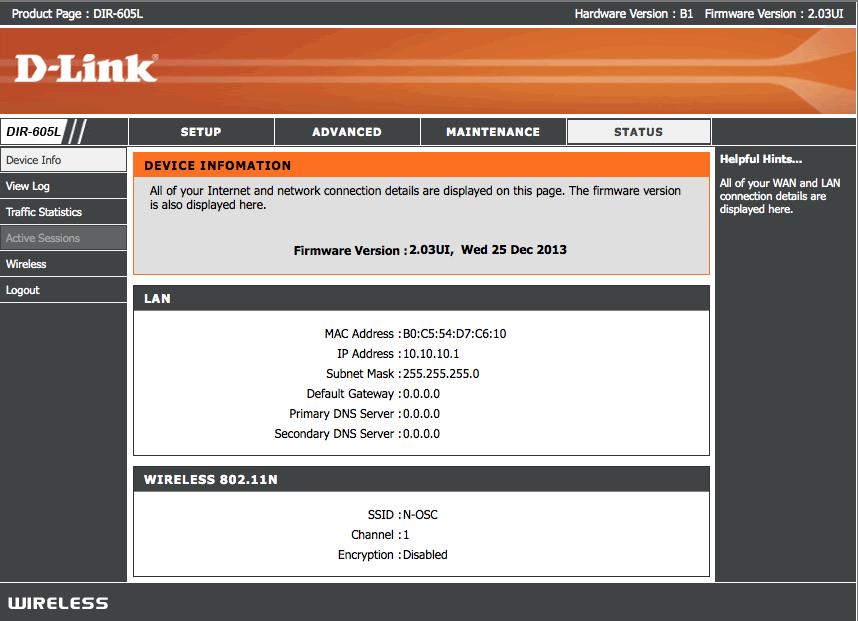 Product Page : DIR-605L
Hardware Version : B1 Firmware Version : 2.03UI
D-Link®
DIR-605L
SETUP
ADVANCED
MAINTENANCE
STATUS
Device Info
View Log
Traffic Statistics
Active Sessions
Wireless
Logout
DEVICE INFOMATION
All of your Internet and network connection details are displayed on this page. The firmware version
is also displayed here.
Firmware Version : 2.03UI, Wed 25 Dec 2013
LAN
MAC Address : B0:C5:54:D7:C6:10
IP Address : 10.10.10.1
Subnet Mask : 255.255.255.0
Default Gateway : 0.0.0.0
Primary DNS Server : 0.0.0.0
Secondary DNS Server : 0.0.0.0
WIRELESS 802.11N
SSID : N-OSC
Channel : 1
Encryption : Disabled
Helpful Hints...
All of your WAN and LAN
connection details are
displayed here.
WIRELESS